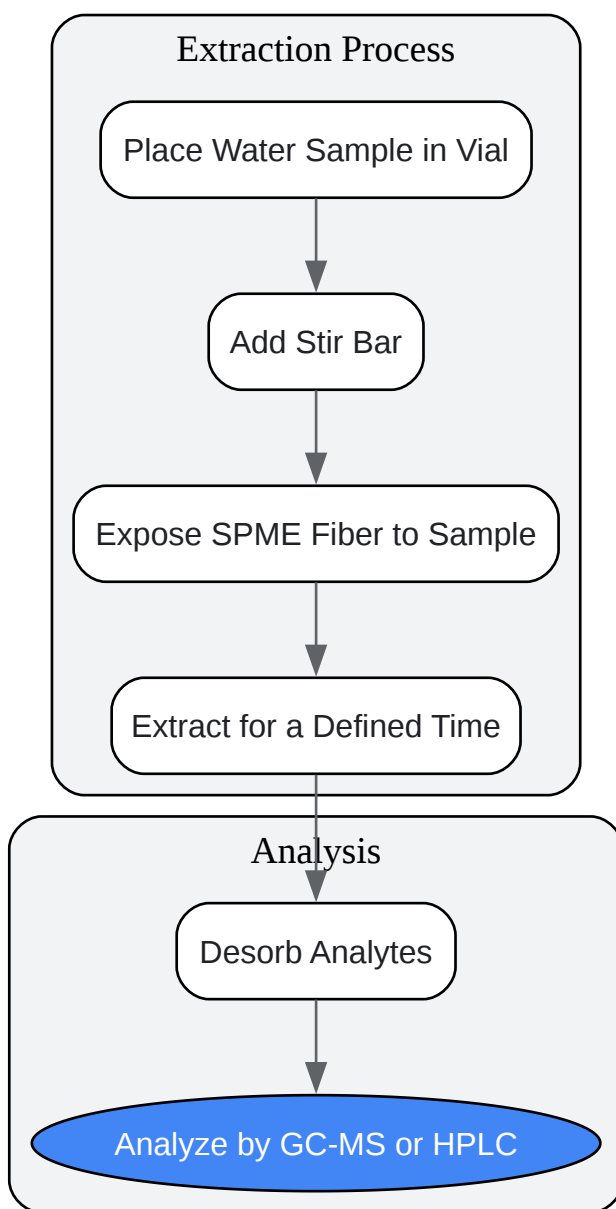 Extraction Process
Place Water Sample in Vial
Add Stir Bar
Expose SPME Fiber to Sample
Extract for a Defined Time
Analysis
Desorb Analytes
Analyze by GC-MS or HPLC